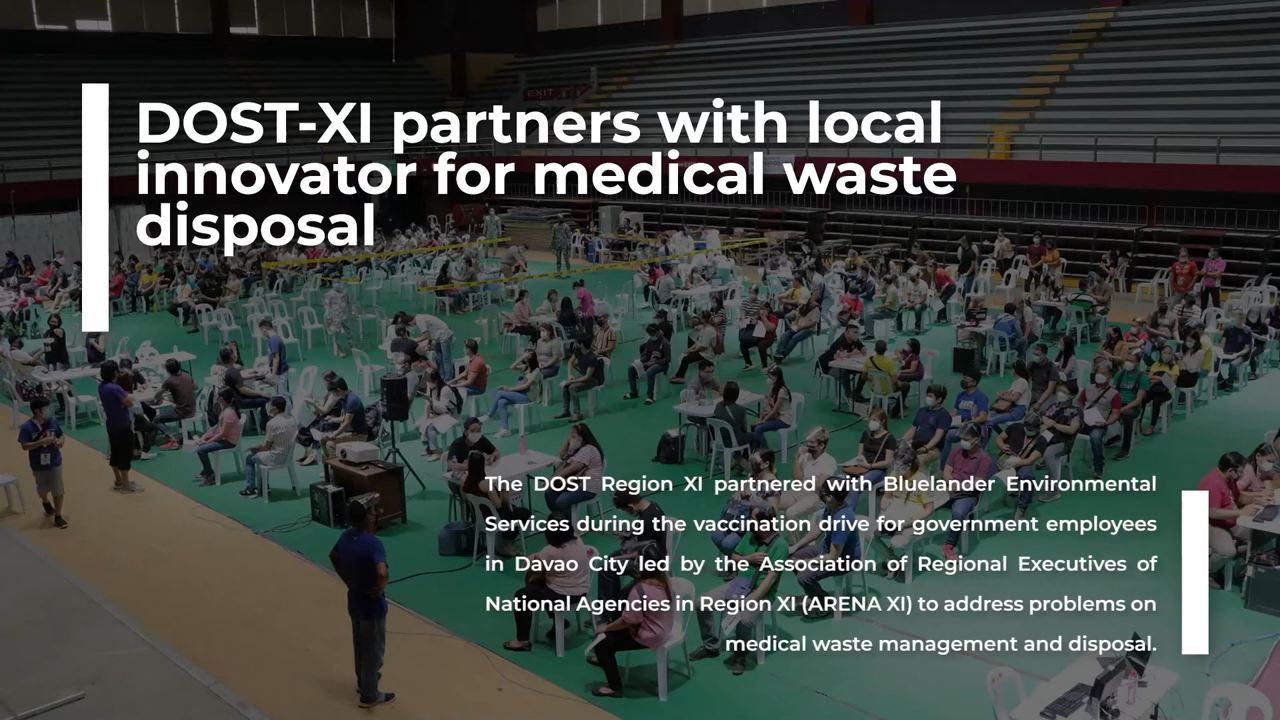 EXIT
DOST-XI partners with local
innovator for medical waste
disposal
The DOST Region XI partnered with Bluelander Environmental
Services during the vaccination drive for government employees
in Davao City led by the Association of Regional Executives of
National Agencies in Region XI (ARENA XI) to address problems on
medical waste management and disposal.